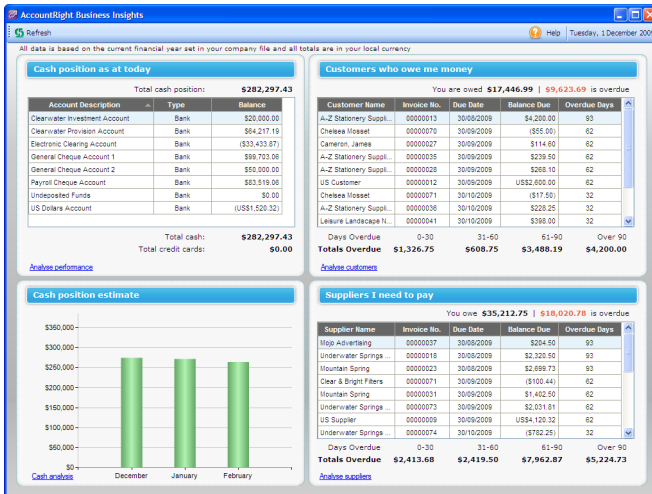 AccountRight Business Insights
Refresh
Help Tuesday, 1 December 2009
All data is based on the current financial year set in your company file and all totals are in your local currency
Cash position as at today
Total cash position: $282,297.43
Account Description Type Balance
Clearwater Investment Account Bank $20,000.00
Clearwater Provision Account Bank $64,217.19
Electronic Clearing Account Bank ($33,433.87)
General Cheque Account 1 Bank $99,703.06
General Cheque Account 2 Bank $50,000.00
Payroll Cheque Account Bank $83,519.06
Undeposited Funds Bank $0.00
US Dollars Account Bank (US$1,520.32)
Total cash: $282,297.43
Total credit cards: $0.00
Analyse performance
Customers who owe me money
You are owed $17,446.99 | $9,623.69 is overdue
Customer Name Invoice No. Due Date Balance Due Overdue Days
A-Z Stationery Suppli... 00000013 30/08/2009 $4,200.00 93
Chelsea Mosset 00000070 30/09/2009 ($55.00) 62
Cameron, James 00000027 30/09/2009 $114.60 62
A-Z Stationery Suppli... 00000035 30/09/2009 $239.50 62
A-Z Stationery Suppli... 00000028 30/09/2009 $268.10 62
US Customer 00000012 30/09/2009 US$2,600.00 62
Chelsea Mosset 00000071 30/10/2009 ($17.50) 32
A-Z Stationery Suppli... 00000036 30/10/2009 $228.25 32
Leisure Landscape N... 00000041 30/10/2009 $398.00 32
Days Overdue 0-30 31-60 61-90 Over 90
Totals Overdue $1,326.75 $608.75 $3,488.19 $4,200.00
Analyse customers
Cash position estimate
$350,000
$300,000
$250,000
$200,000
$150,000
$100,000
$50,000
$0
December January February
Cash analysis
Suppliers I need to pay
You owe $35,212.75 | $18,020.78 is overdue
Supplier Name Invoice No. Due Date Balance Due Overdue Days
Mojo Advertising 00000037 30/08/2009 $204.50 93
Underwater Springs ... 00000018 30/08/2009 $2,320.50 93
Mountain Spring 00000023 30/08/2009 $2,699.73 93
Clear & Bright Filters 00000071 30/09/2009 ($100.44) 62
Mountain Spring 00000031 30/09/2009 $1,402.50 62
Underwater Springs ... 00000073 30/09/2009 $2,031.81 62
US Supplier 00000009 30/09/2009 US$4,120.32 62
Underwater Springs ... 00000074 30/10/2009 ($782.25) 32
Days Overdue 0-30 31-60 61-90 Over 90
Totals Overdue $2,413.68 $2,419.50 $7,962.87 $5,224.73
Analyse suppliers